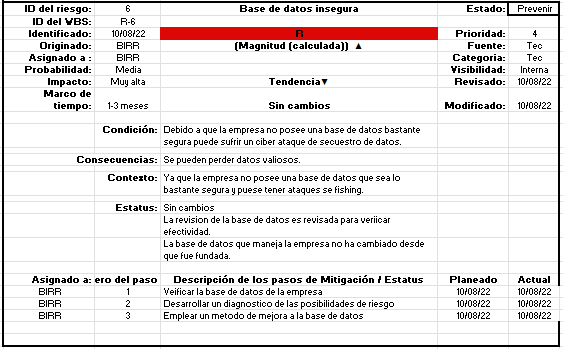 ID del riesgo: 6 Base de datos insegura Estado: Prevenir
ID del WBS: R-6
Identificado: 10/08/22 R Prioridad: 4
Originado: BIRR (Magnitud (calculada)) ▲ Fuente: Tec
Asignado a : BIRR Categoria: Tec
Probabilidad: Media Visibilidad: Interna
Impacto: Muy alta Tendencia▼ Revisado: 10/08/22
Marco de
tiempo: 1-3 meses Sin cambios Modificado: 10/08/22
Condición: Debido a que la empresa no posee una base de datos bastante
segura puede sufrir un ciber ataque de secuestro de datos.
Consecuencias: Se pueden perder datos valiosos.
Contexto: Ya que la empresa no posee una base de datos que sea lo
bastante segura y puese tener ataques se fishing.
Estatus: Sin cambios
La revision de la base de datos es revisada para veriicar
efectividad.
La base de datos que maneja la empresa no ha cambiado desde
que fue fundada.
Asignado a: ero del paso Descripción de los pasos de Mitigación / Estatus Planeado Actual
BIRR 1 Veificar la base de datos de la empresa 10/08/22 10/08/22
BIRR 2 Desarrollar un diagnostico de las posibilidades de riesgo 10/08/22 10/08/22
BIRR 3 Emplear un metodo de mejora a la base de datos 10/08/22 10/08/22